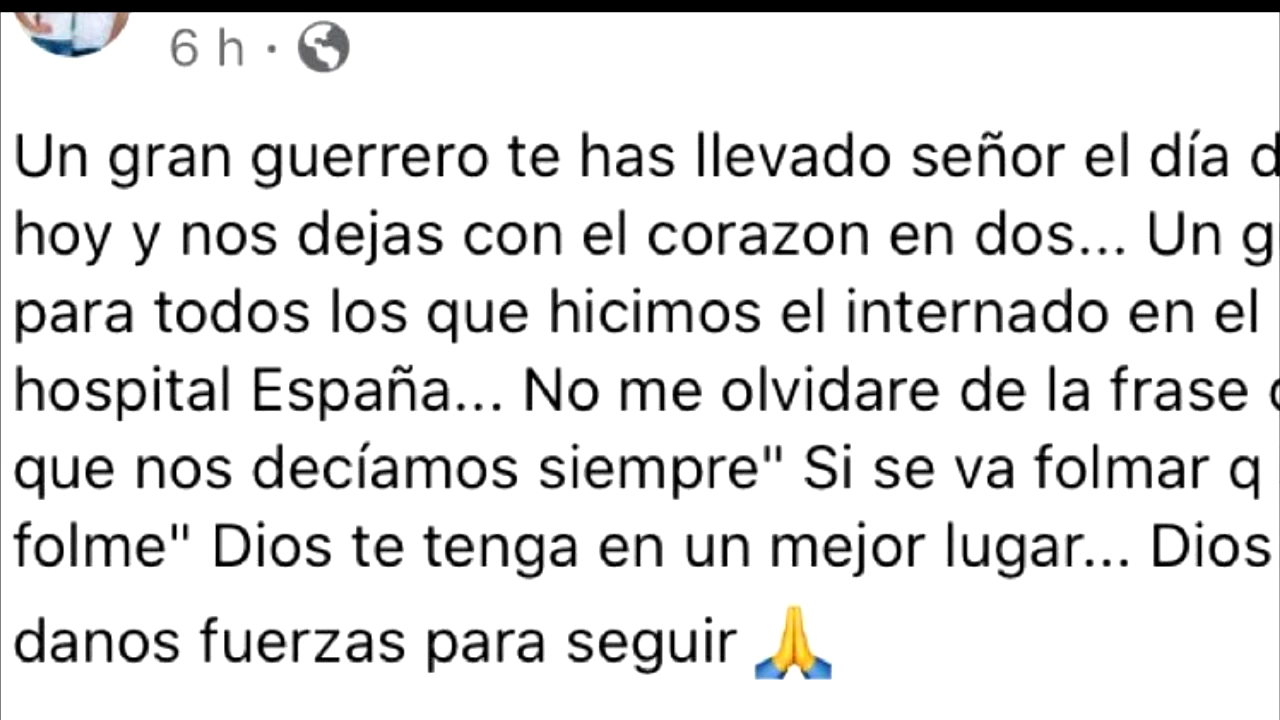 6 h ·
Un gran guerrero te has llevado señor el día
hoy y nos dejas con el corazon en dos... Un
para todos los que hicimos el internado en el
hospital España... No me olvidare de la frase
que nos decíamos siempre" Si se va folmar q
folme" Dios te tenga en un mejor lugar... Dios
danos fuerzas para seguir 🙏